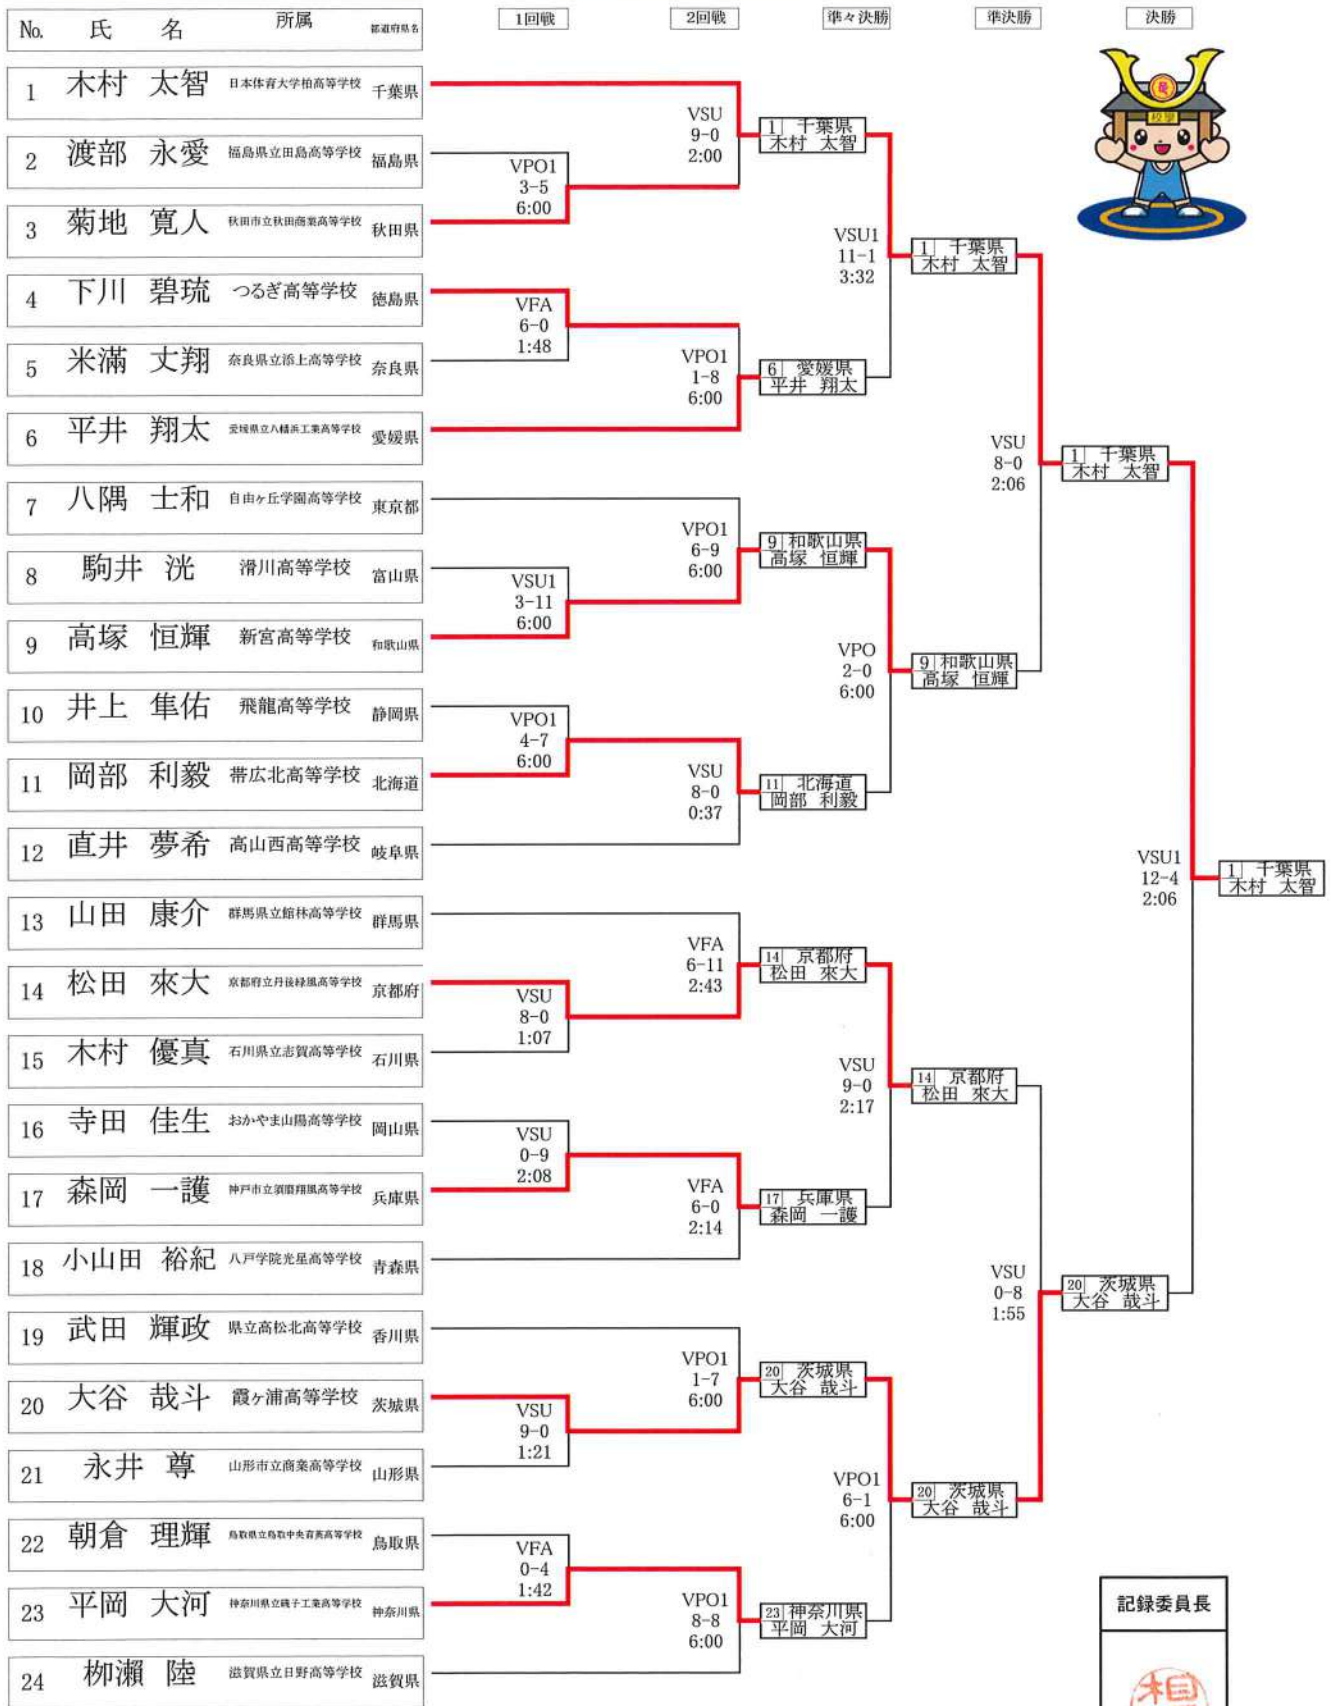 No. 氏 名 所属 都道府県名 1回戦 2回戦 準々決勝 準決勝 決勝
1 木村 太智 日本体育大学柏高等学校 千葉県
2 渡部 永愛 福島県立田島高等学校 福島県
3 菊地 寛人 秋田市立秋田商業高等学校 秋田県
4 下川 碧琉 つるぎ高等学校 徳島県
5 米滿 丈翔 奈良県立添上高等学校 奈良県
6 平井 翔太 愛媛県立八幡浜工業高等学校 愛媛県
7 八隅 士和 自由ヶ丘学園高等学校 東京都
8 駒井 洸 滑川高等学校 富山県
9 高塚 恒輝 新宮高等学校 和歌山県
10 井上 隼佑 飛龍高等学校 静岡県
11 岡部 利毅 帯広北高等学校 北海道
12 直井 夢希 高山西高等学校 岐阜県
13 山田 康介 群馬県立館林高等学校 群馬県
14 松田 來大 京都府立丹後緑風高等学校 京都府
15 木村 優真 石川県立志賀高等学校 石川県
16 寺田 佳生 おかやま山陽高等学校 岡山県
17 森岡 一護 神戸市立須磨翔風高等学校 兵庫県
18 小山田 裕紀 八戸学院光星高等学校 青森県
19 武田 輝政 県立高松北高等学校 香川県
20 大谷 哉斗 霞ヶ浦高等学校 茨城県
21 永井 尊 山形市立商業高等学校 山形県
22 朝倉 理輝 鳥取県立鳥取中央育英高等学校 鳥取県
23 平岡 大河 神奈川県立磯子工業高等学校 神奈川県
24 栁瀨 陸 滋賀県立日野高等学校 滋賀県
VPO1
3-5
6:00
VFA
6-0
1:48
VSU1
3-11
6:00
VPO1
4-7
6:00
VSU
8-0
1:07
VSU
0-9
2:08
VSU
9-0
1:21
VFA
0-4
1:42
VSU
9-0
2:00
VPO1
1-8
6:00
VPO1
6-9
6:00
VSU
8-0
0:37
VFA
6-11
2:43
VFA
6-0
2:14
VPO1
1-7
6:00
VPO1
8-8
6:00
1 千葉県
木村 太智
6 愛媛県
平井 翔太
9 和歌山県
高塚 恒輝
11 北海道
岡部 利毅
14 京都府
松田 來大
17 兵庫県
森岡 一護
20 茨城県
大谷 哉斗
23 神奈川県
平岡 大河
VSU1
11-1
3:32
VPO
2-0
6:00
VSU
9-0
2:17
VPO1
6-1
6:00
1 千葉県
木村 太智
9 和歌山県
高塚 恒輝
14 京都府
松田 來大
20 茨城県
大谷 哉斗
VSU
8-0
2:06
VSU
0-8
1:55
1 千葉県
木村 太智
20 茨城県
大谷 哉斗
VSU1
12-4
2:06
1 千葉県
木村 太智
記録委員長